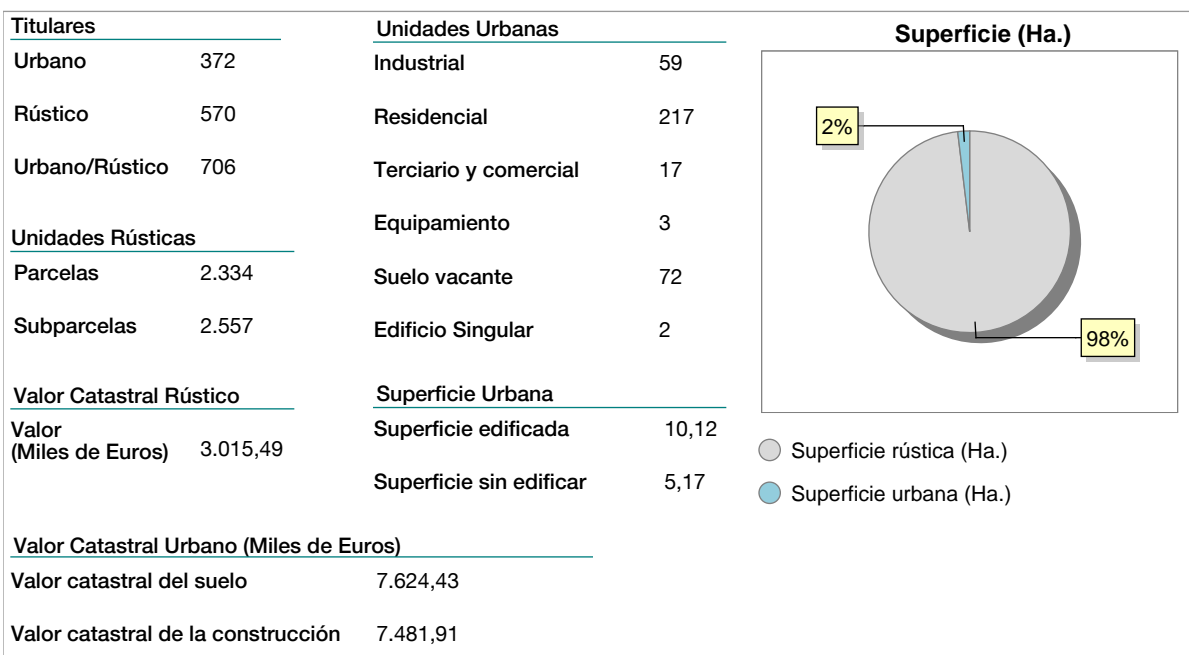 Titulares
Urbano 372
Rústico 570
Urbano/Rústico 706
Unidades Rústicas
Parcelas 2.334
Subparcelas 2.557
Valor Catastral Rústico
Valor
(Miles de Euros) 3.015,49
Unidades Urbanas
Industrial 59
Residencial 217
Terciario y comercial 17
Equipamiento 3
Suelo vacante 72
Edificio Singular 2
Superficie Urbana
Superficie edificada 10,12
Superficie sin edificar 5,17
Valor Catastral Urbano (Miles de Euros)
Valor catastral del suelo 7.624,43
Valor catastral de la construcción 7.481,91
Superficie (Ha.)
2%
98%
Superficie rústica (Ha.)
Superficie urbana (Ha.)